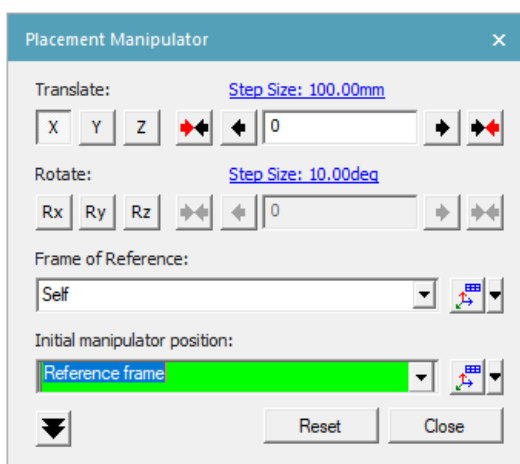 Placement Manipulator
Translate: Step Size: 100.00mm
X Y Z 0
Rotate: Step Size: 10.00deg
Rx Ry Rz 0
Frame of Reference:
Self
Initial manipulator position:
Reference frame
Reset Close